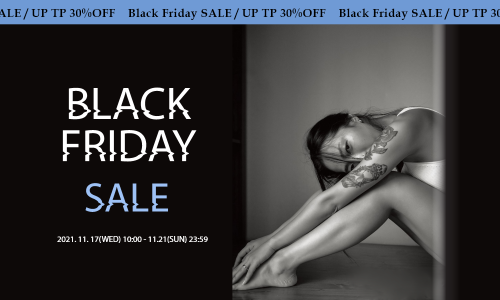 ALE / UP TP 30%OFF Black Friday SALE / UP TP 30%OFF Black Friday SALE / UP TP 30
BLACK
FRIDAY
SALE
2021. 11. 17(WED) 10:00 - 11.21(SUN) 23:59